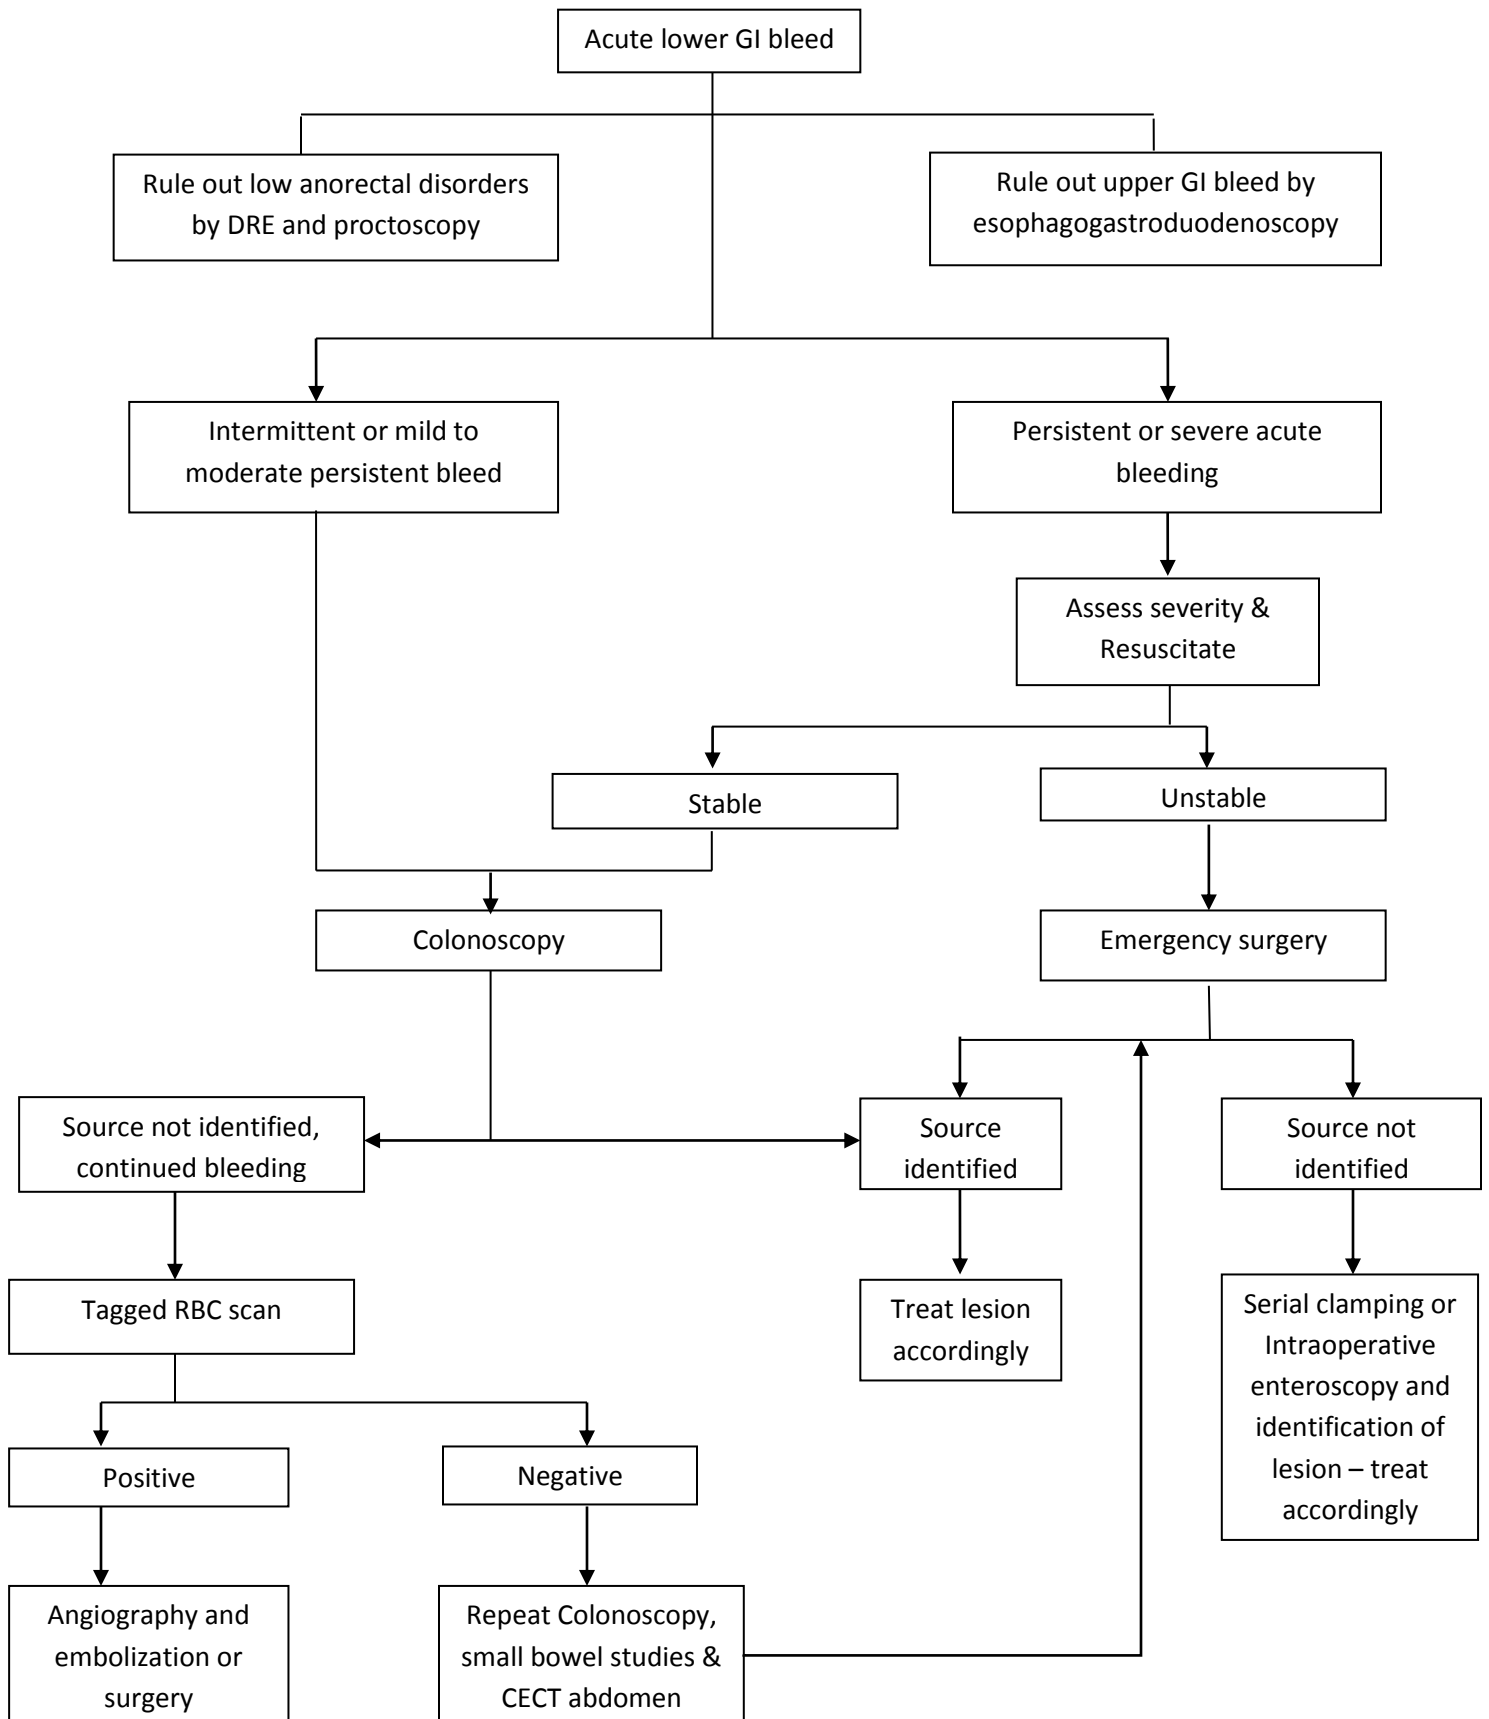 Acute lower GI bleed
Rule out low anorectal disorders
by DRE and proctoscopy
Rule out upper GI bleed by
esophagogastroduodenoscopy
Intermittent or mild to
moderate persistent bleed
Persistent or severe acute
bleeding
Assess severity &
Resuscitate
Stable
Unstable
Colonoscopy
Emergency surgery
Source not identified,
continued bleeding
Source
identified
Source not
identified
Tagged RBC scan
Treat lesion
accordingly
Serial clamping or
Intraoperative
enteroscopy and
identification of
lesion – treat
accordingly
Positive
Negative
Angiography and
embolization or
surgery
Repeat Colonoscopy,
small bowel studies &
CECT abdomen